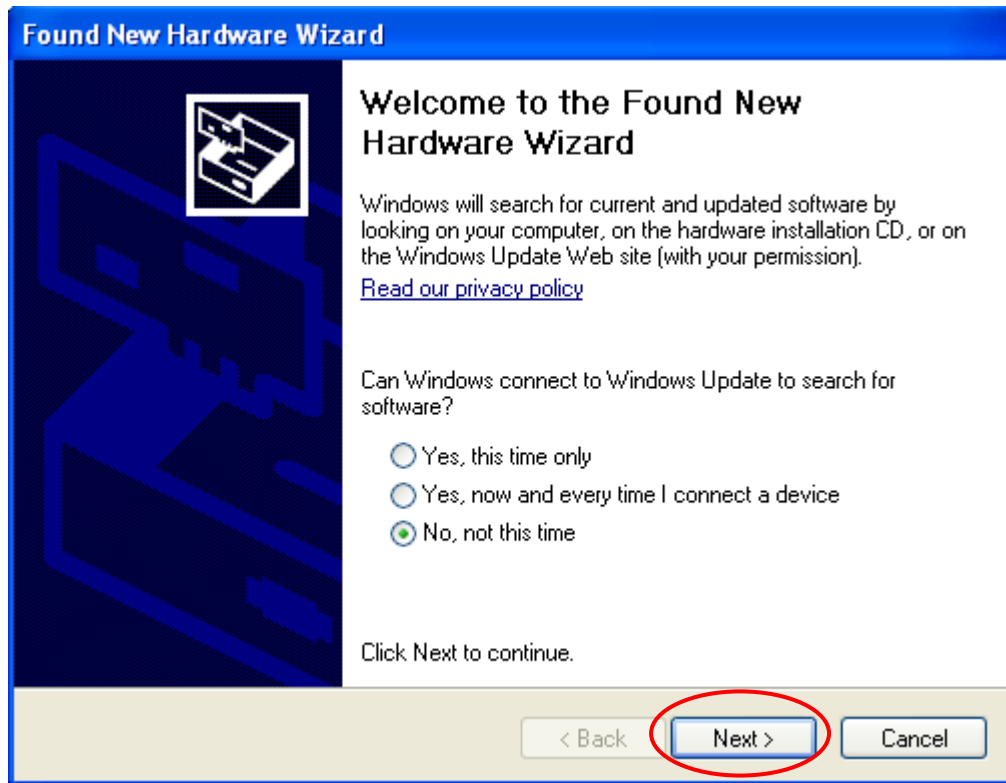 Found New Hardware Wizard
Welcome to the Found New
Hardware Wizard
Windows will search for current and updated software by
looking on your computer, on the hardware installation CD, or on
the Windows Update Web site (with your permission).
Read our privacy policy
Can Windows connect to Windows Update to search for
software?
Yes, this time only
Yes, now and every time I connect a device
No, not this time
Click Next to continue.
< Back Next > Cancel